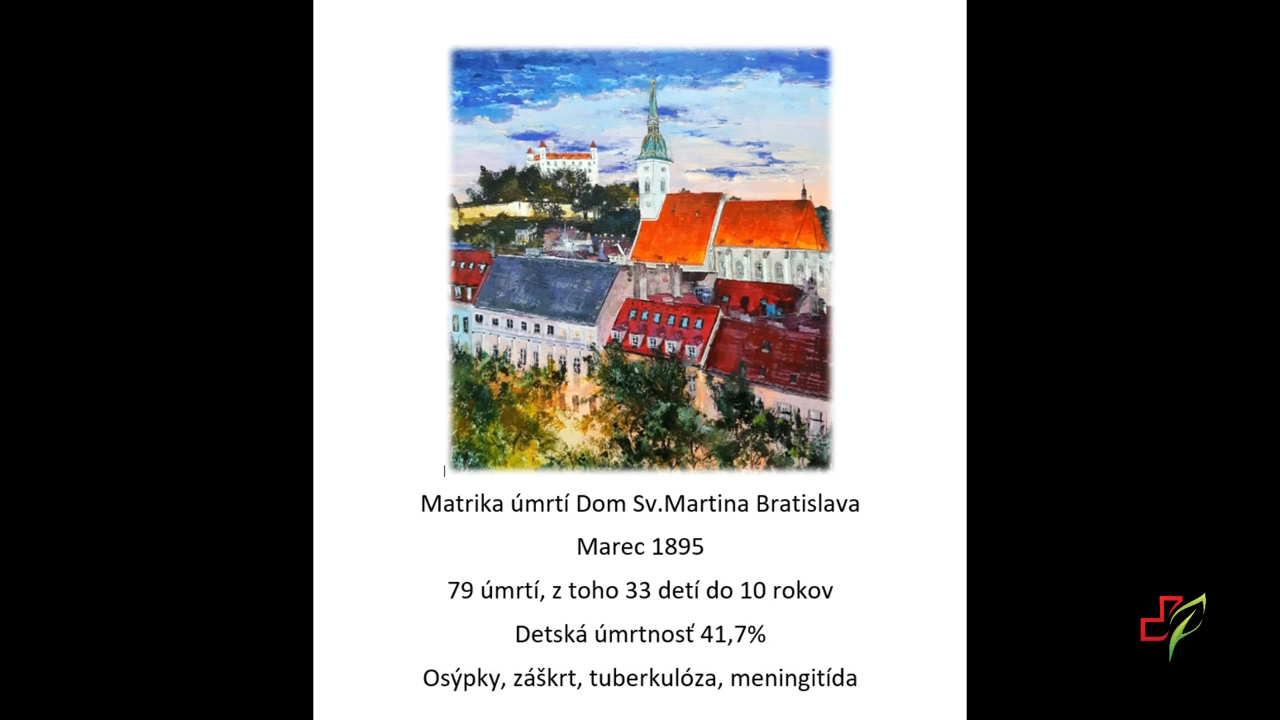 Matrika úmrtí Dom Sv.Martina Bratislava
Marec 1895
79 úmrtí, z toho 33 detí do 10 rokov
Detská úmrtnosť 41,7%
Osýpky, záškrt, tuberkulóza, meningitída